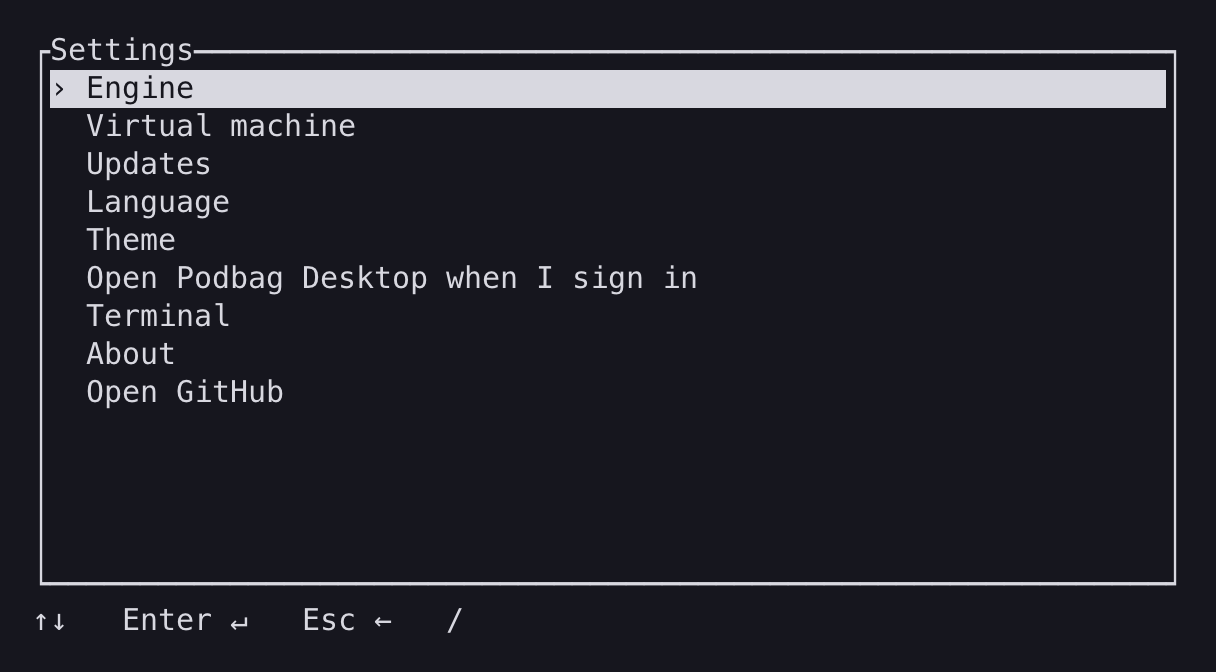 Settings
› Engine
Virtual machine
Updates
Language
Theme
Open Podbag Desktop when I sign in
Terminal
About
Open GitHub
↑↓ Enter ↵ Esc ← /